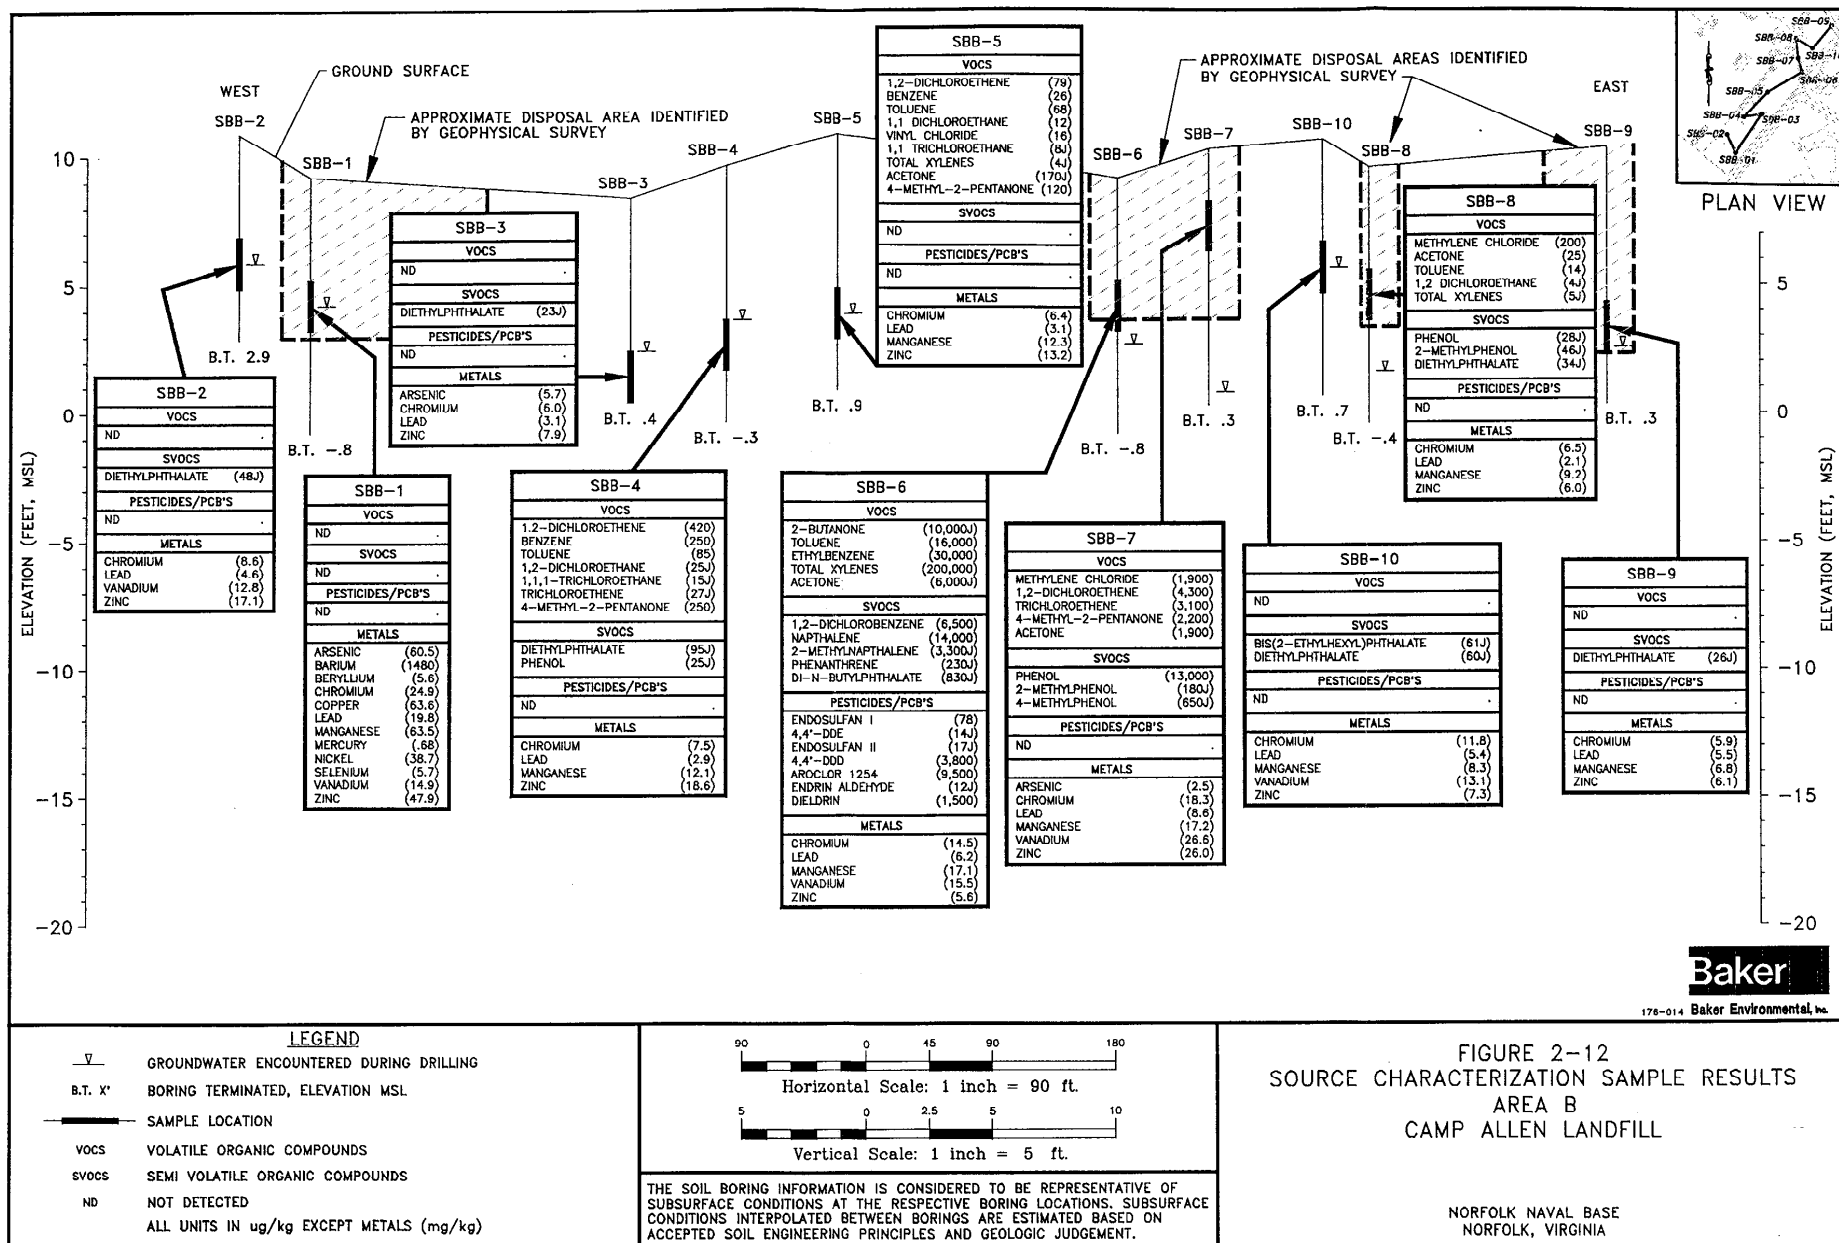 WEST
GROUND SURFACE
APPROXIMATE DISPOSAL AREA IDENTIFIED
BY GEOPHYSICAL SURVEY
APPROXIMATE DISPOSAL AREAS IDENTIFIED
BY GEOPHYSICAL SURVEY
EAST
SBB-2
SBB-1
SBB-3
SBB-4
SBB-5
SBB-6
SBB-7
SBB-10
SBB-8
SBB-9
SBB-09
SBB-08
SBB-07
SBB-05
SBB-04
SBB-03
SBB-02
SBB-01
PLAN VIEW
ELEVATION (FEET, MSL)
10
5
0
-5
-10
-15
-20
B.T. 2.9
B.T. -.8
B.T. .4
B.T. -.3
B.T. .9
B.T. -.8
B.T. .3
B.T. .7
B.T. -.4
B.T. .3
SBB-2
VOCS
ND
SVOCS
DIETHYLPHTHALATE (48J)
PESTICIDES/PCB'S
ND
METALS
CHROMIUM (8.6)
LEAD (4.6)
VANADIUM (12.8)
ZINC (17.1)
SBB-1
VOCS
ND
SVOCS
ND
PESTICIDES/PCB'S
ND
METALS
ARSENIC (60.5)
BARIUM (1480)
BERYLLIUM (5.6)
CHROMIUM (24.9)
COPPER (63.6)
LEAD (19.8)
MANGANESE (63.5)
MERCURY (.68)
NICKEL (38.7)
SELENIUM (5.7)
VANADIUM (14.9)
ZINC (47.9)
SBB-3
VOCS
ND
SVOCS
DIETHYLPHTHALATE (23J)
PESTICIDES/PCB'S
ND
METALS
ARSENIC (5.7)
CHROMIUM (6.0)
LEAD (3.1)
ZINC (7.9)
SBB-4
VOCS
1.2-DICHLOROETHENE (420)
BENZENE (250)
TOLUENE (85)
1,2-DICHLOROETHANE (25J)
1,1,1-TRICHLOROETHANE (15J)
TRICHLOROETHENE (27J)
4-METHYL-2-PENTANONE (250)
SVOCS
DIETHYLPHTHALATE (95J)
PHENOL (25J)
PESTICIDES/PCB'S
ND
METALS
CHROMIUM (7.5)
LEAD (2.9)
MANGANESE (12.1)
ZINC (18.6)
SBB-5
VOCS
1,2-DICHLOROETHENE (79)
BENZENE (26)
TOLUENE (68)
1,1 DICHLOROETHANE (12)
VINYL CHLORIDE (16)
1,1 TRICHLOROETHANE (8J)
TOTAL XYLENES (4J)
ACETONE (170J)
4-METHYL-2-PENTANONE (120)
SVOCS
ND
PESTICIDES/PCB'S
ND
METALS
CHROMIUM (6.4)
LEAD (3.1)
MANGANESE (12.3)
ZINC (13.2)
SBB-6
VOCS
2-BUTANONE (10,000J)
TOLUENE (16,000)
ETHYLBENZENE (30,000)
TOTAL XYLENES (200,000)
ACETONE (6,000J)
SVOCS
1,2-DICHLOROBENZENE (6,500)
NAPTHALENE (14,000)
2-METHYLNAPTHALENE (3,300J)
PHENANTHRENE (230J)
DI-N-BUTYLPHTHALATE (830J)
PESTICIDES/PCB'S
ENDOSULFAN I (78)
4,4'-DDE (14J)
ENDOSULFAN II (17J)
4,4'-DDD (3,800)
AROCLOR 1254 (9,500)
ENDRIN ALDEHYDE (12J)
DIELDRIN (1,500)
METALS
CHROMIUM (14.5)
LEAD (6.2)
MANGANESE (17.1)
VANADIUM (15.5)
ZINC (5.6)
SBB-7
VOCS
METHYLENE CHLORIDE (1,900)
1,2-DICHLOROETHENE (4,300)
TRICHLOROETHENE (3,100)
4-METHYL-2-PENTANONE (2,200)
ACETONE (1,900)
SVOCS
PHENOL (13,000)
2-METHYLPHENOL (180J)
4-METHYLPHENOL (650J)
PESTICIDES/PCB'S
ND
METALS
ARSENIC (2.5)
CHROMIUM (18.3)
LEAD (8.6)
MANGANESE (17.2)
VANADIUM (26.6)
ZINC (26.0)
SBB-10
VOCS
ND
SVOCS
BIS(2-ETHYLHEXYL)PHTHALATE (61J)
DIETHYLPHTHALATE (60J)
PESTICIDES/PCB'S
ND
METALS
CHROMIUM (11.8)
LEAD (5.4)
MANGANESE (8.3)
VANADIUM (13.1)
ZINC (7.3)
SBB-8
VOCS
METHYLENE CHLORIDE (200)
ACETONE (25)
TOLUENE (14)
1,2 DICHLOROETHANE (4J)
TOTAL XYLENES (5J)
SVOCS
PHENOL (28J)
2-METHYLPHENOL (46J)
DIETHYLPHTHALATE (34J)
PESTICIDES/PCB'S
ND
METALS
CHROMIUM (6.5)
LEAD (2.1)
MANGANESE (9.2)
ZINC (6.0)
SBB-9
VOCS
ND
SVOCS
DIETHYLPHTHALATE (26J)
PESTICIDES/PCB'S
ND
METALS
CHROMIUM (5.9)
LEAD (5.5)
MANGANESE (6.8)
ZINC (6.1)
5
0
-5
-10
-15
-20
ELEVATION (FEET, MSL)
Baker
176-014 Baker Environmental, Inc.
LEGEND
GROUNDWATER ENCOUNTERED DURING DRILLING
B.T. X' BORING TERMINATED, ELEVATION MSL
SAMPLE LOCATION
VOCS VOLATILE ORGANIC COMPOUNDS
SVOCS SEMI VOLATILE ORGANIC COMPOUNDS
ND NOT DETECTED
ALL UNITS IN ug/kg EXCEPT METALS (mg/kg)
90 0 45 90 180
Horizontal Scale: 1 inch = 90 ft.
5 0 2.5 5 10
Vertical Scale: 1 inch = 5 ft.
THE SOIL BORING INFORMATION IS CONSIDERED TO BE REPRESENTATIVE OF
SUBSURFACE CONDITIONS AT THE RESPECTIVE BORING LOCATIONS. SUBSURFACE
CONDITIONS INTERPOLATED BETWEEN BORINGS ARE ESTIMATED BASED ON
ACCEPTED SOIL ENGINEERING PRINCIPLES AND GEOLOGIC JUDGEMENT.
FIGURE 2-12
SOURCE CHARACTERIZATION SAMPLE RESULTS
AREA B
CAMP ALLEN LANDFILL
NORFOLK NAVAL BASE
NORFOLK, VIRGINIA